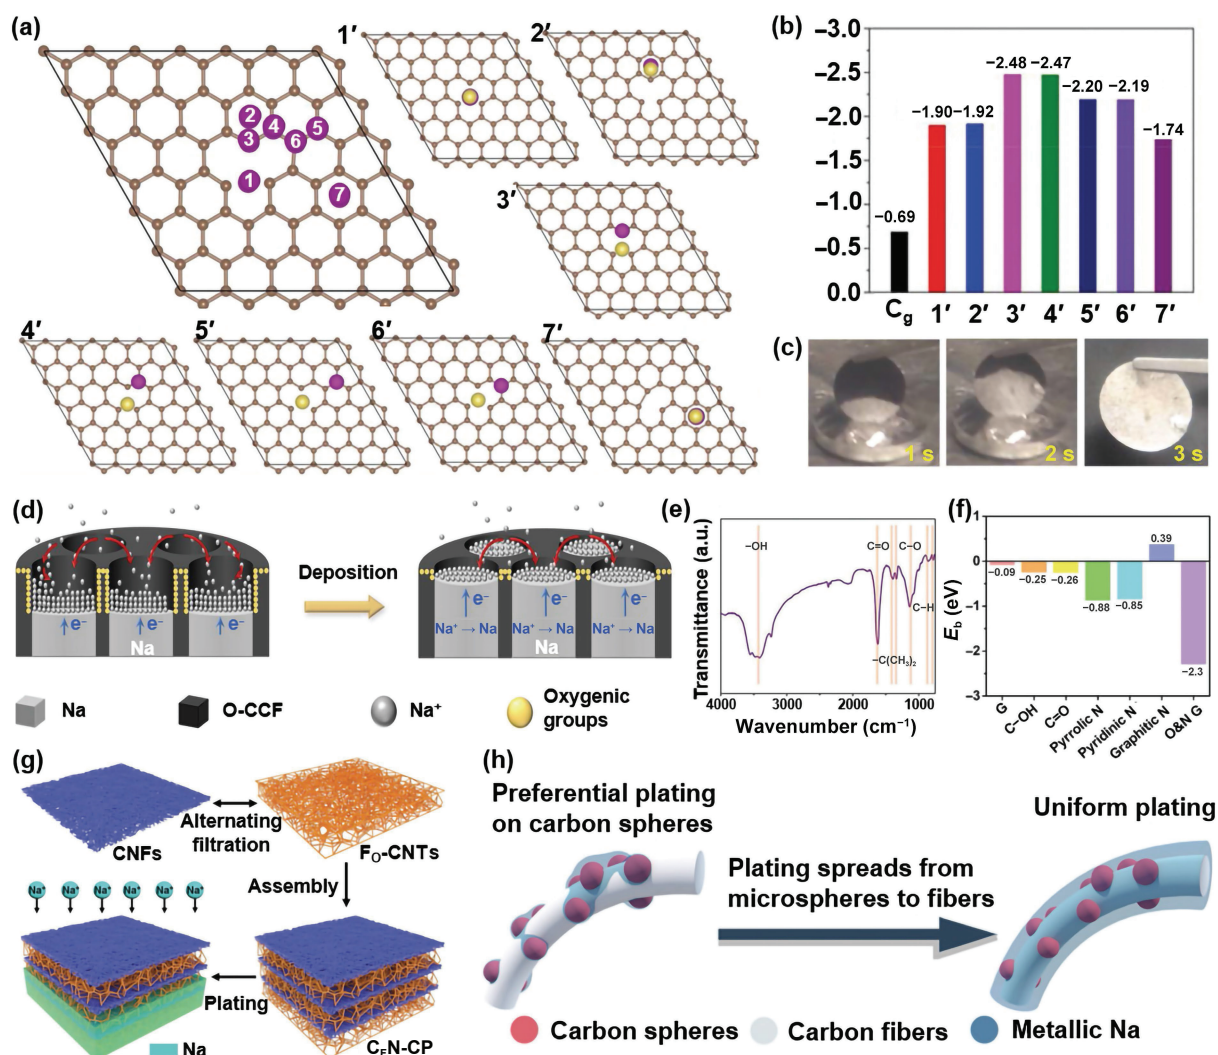 (a)
1′
2′
2
4
5
3
6
1
7
3′
4′
5′
6′
7′
(b)
−3.0
−2.5
−2.0
−1.5
−1.0
−0.5
0.0
−0.69
−1.90
−1.92
−2.48
−2.47
−2.20
−2.19
−1.74
Cg
1′
2′
3′
4′
5′
6′
7′
(c)
1 s
2 s
3 s
(d)
e⁻
e⁻
e⁻
Na
Deposition
e⁻
e⁻
e⁻
Na⁺ → Na
Na⁺ → Na
Na⁺ → Na
Na
Na
O-CCF
Na⁺
Oxygenic
groups
(e)
Transmittance (a.u.)
−OH
C=O
C−O
C−H
−C(CH₃)₂
4000
3000
2000
1000
Wavenumber (cm⁻¹)
(f)
Eb (eV)
1
0
−1
−2
−3
−0.09
−0.25
−0.26
−0.88
−0.85
0.39
−2.3
G
C−OH
C=O
Pyrrolic N
Pyridinic N
Graphitic N
O&N G
(g)
CNFs
Alternating
filtration
FO-CNTs
Assembly
Na⁺
Na⁺
Na⁺
Na⁺
Na⁺
Na⁺
Plating
Na
CFN-CP
(h)
Preferential plating
on carbon spheres
Uniform plating
Plating spreads from
microspheres to fibers
Carbon spheres
Carbon fibers
Metallic Na